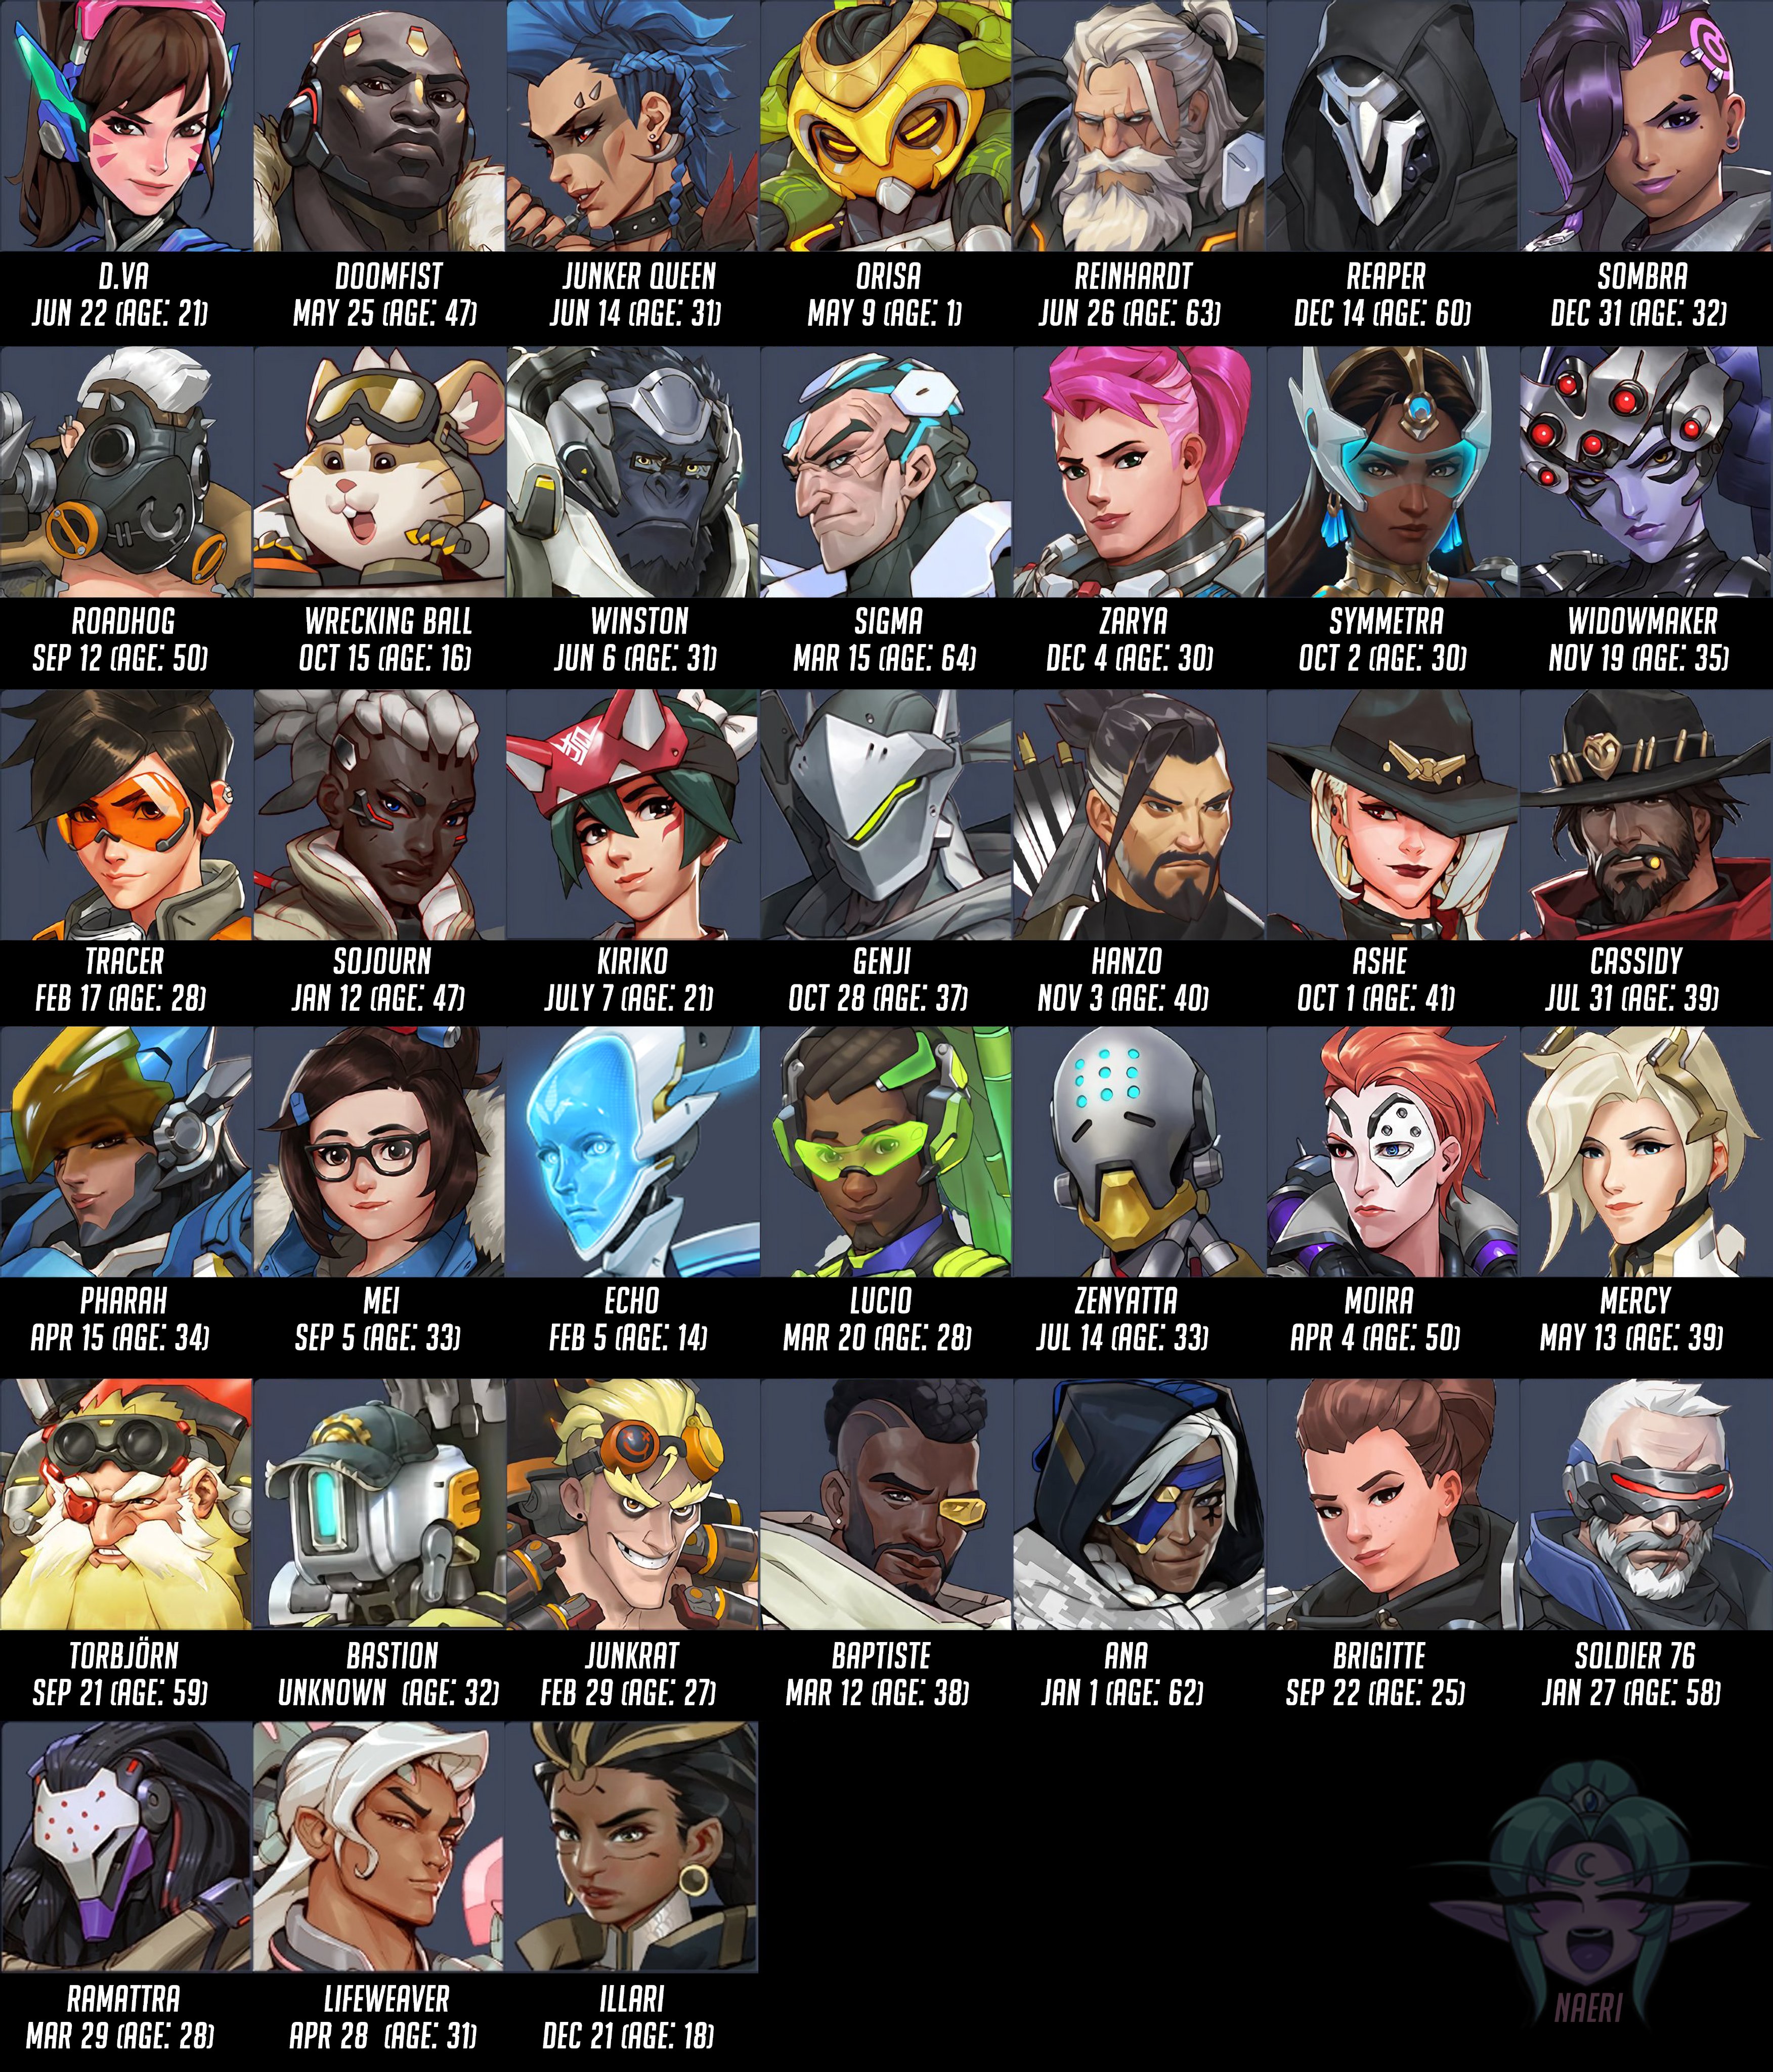 D.VA
JUN 22 (AGE: 21)
DOOMFIST
MAY 25 (AGE: 47)
JUNKER QUEEN
JUN 14 (AGE: 31)
ORISA
MAY 9 (AGE: 1)
REINHARDT
JUN 26 (AGE: 63)
REAPER
DEC 14 (AGE: 60)
SOMBRA
DEC 31 (AGE: 32)
ROADHOG
SEP 12 (AGE: 50)
WRECKING BALL
OCT 15 (AGE: 16)
WINSTON
JUN 6 (AGE: 31)
SIGMA
MAR 15 (AGE: 64)
ZARYA
DEC 4 (AGE: 30)
SYMMETRA
OCT 2 (AGE: 30)
WIDOWMAKER
NOV 19 (AGE: 35)
TRACER
FEB 17 (AGE: 28)
SOJOURN
JAN 12 (AGE: 47)
KIRIKO
JULY 7 (AGE: 21)
GENJI
OCT 28 (AGE: 37)
HANZO
NOV 3 (AGE: 40)
ASHE
OCT 1 (AGE: 41)
CASSIDY
JUL 31 (AGE: 39)
PHARAH
APR 15 (AGE: 34)
MEI
SEP 5 (AGE: 33)
ECHO
FEB 5 (AGE: 14)
LUCIO
MAR 20 (AGE: 28)
ZENYATTA
JUL 14 (AGE: 33)
MOIRA
APR 4 (AGE: 50)
MERCY
MAY 13 (AGE: 39)
TORBJÖRN
SEP 21 (AGE: 59)
BASTION
UNKNOWN (AGE: 32)
JUNKRAT
FEB 29 (AGE: 27)
BAPTISTE
MAR 12 (AGE: 38)
ANA
JAN 1 (AGE: 62)
BRIGITTE
SEP 22 (AGE: 25)
SOLDIER 76
JAN 27 (AGE: 58)
RAMATTRA
MAR 29 (AGE: 28)
LIFEWEAVER
APR 28 (AGE: 31)
ILLARI
DEC 21 (AGE: 18)
NAERI